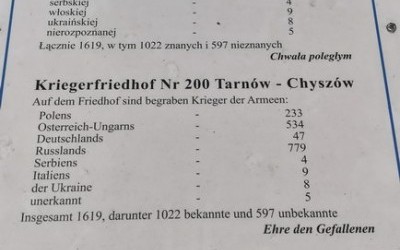 serbskiej - 4
włoskiej - 9
ukraińskiej - 8
nierozpoznanej - 5
Łącznie 1619, w tym 1022 znanych i 597 nieznanych
Chwała poległym
Kriegerfriedhof Nr 200 Tarnów - Chyszów
Auf dem Friedhof sind begraben Krieger der Armeen:
Polens - 233
Osterreich-Ungarns - 534
Deutschlands - 47
Russlands - 779
Serbiens - 4
Italiens - 9
der Ukraine - 8
unerkannt - 5
Insgesamt 1619, darunter 1022 bekannte und 597 unbekannte
Ehre den Gefallenen